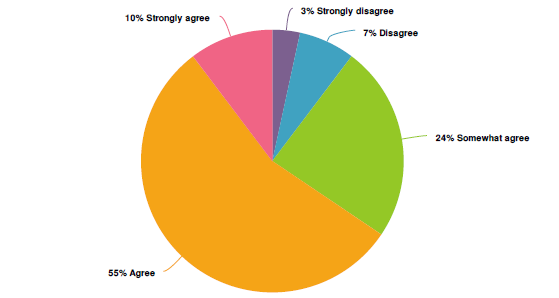 3% Strongly disagree
10% Strongly agree
7% Disagree
24% Somewhat agree
55% Agree